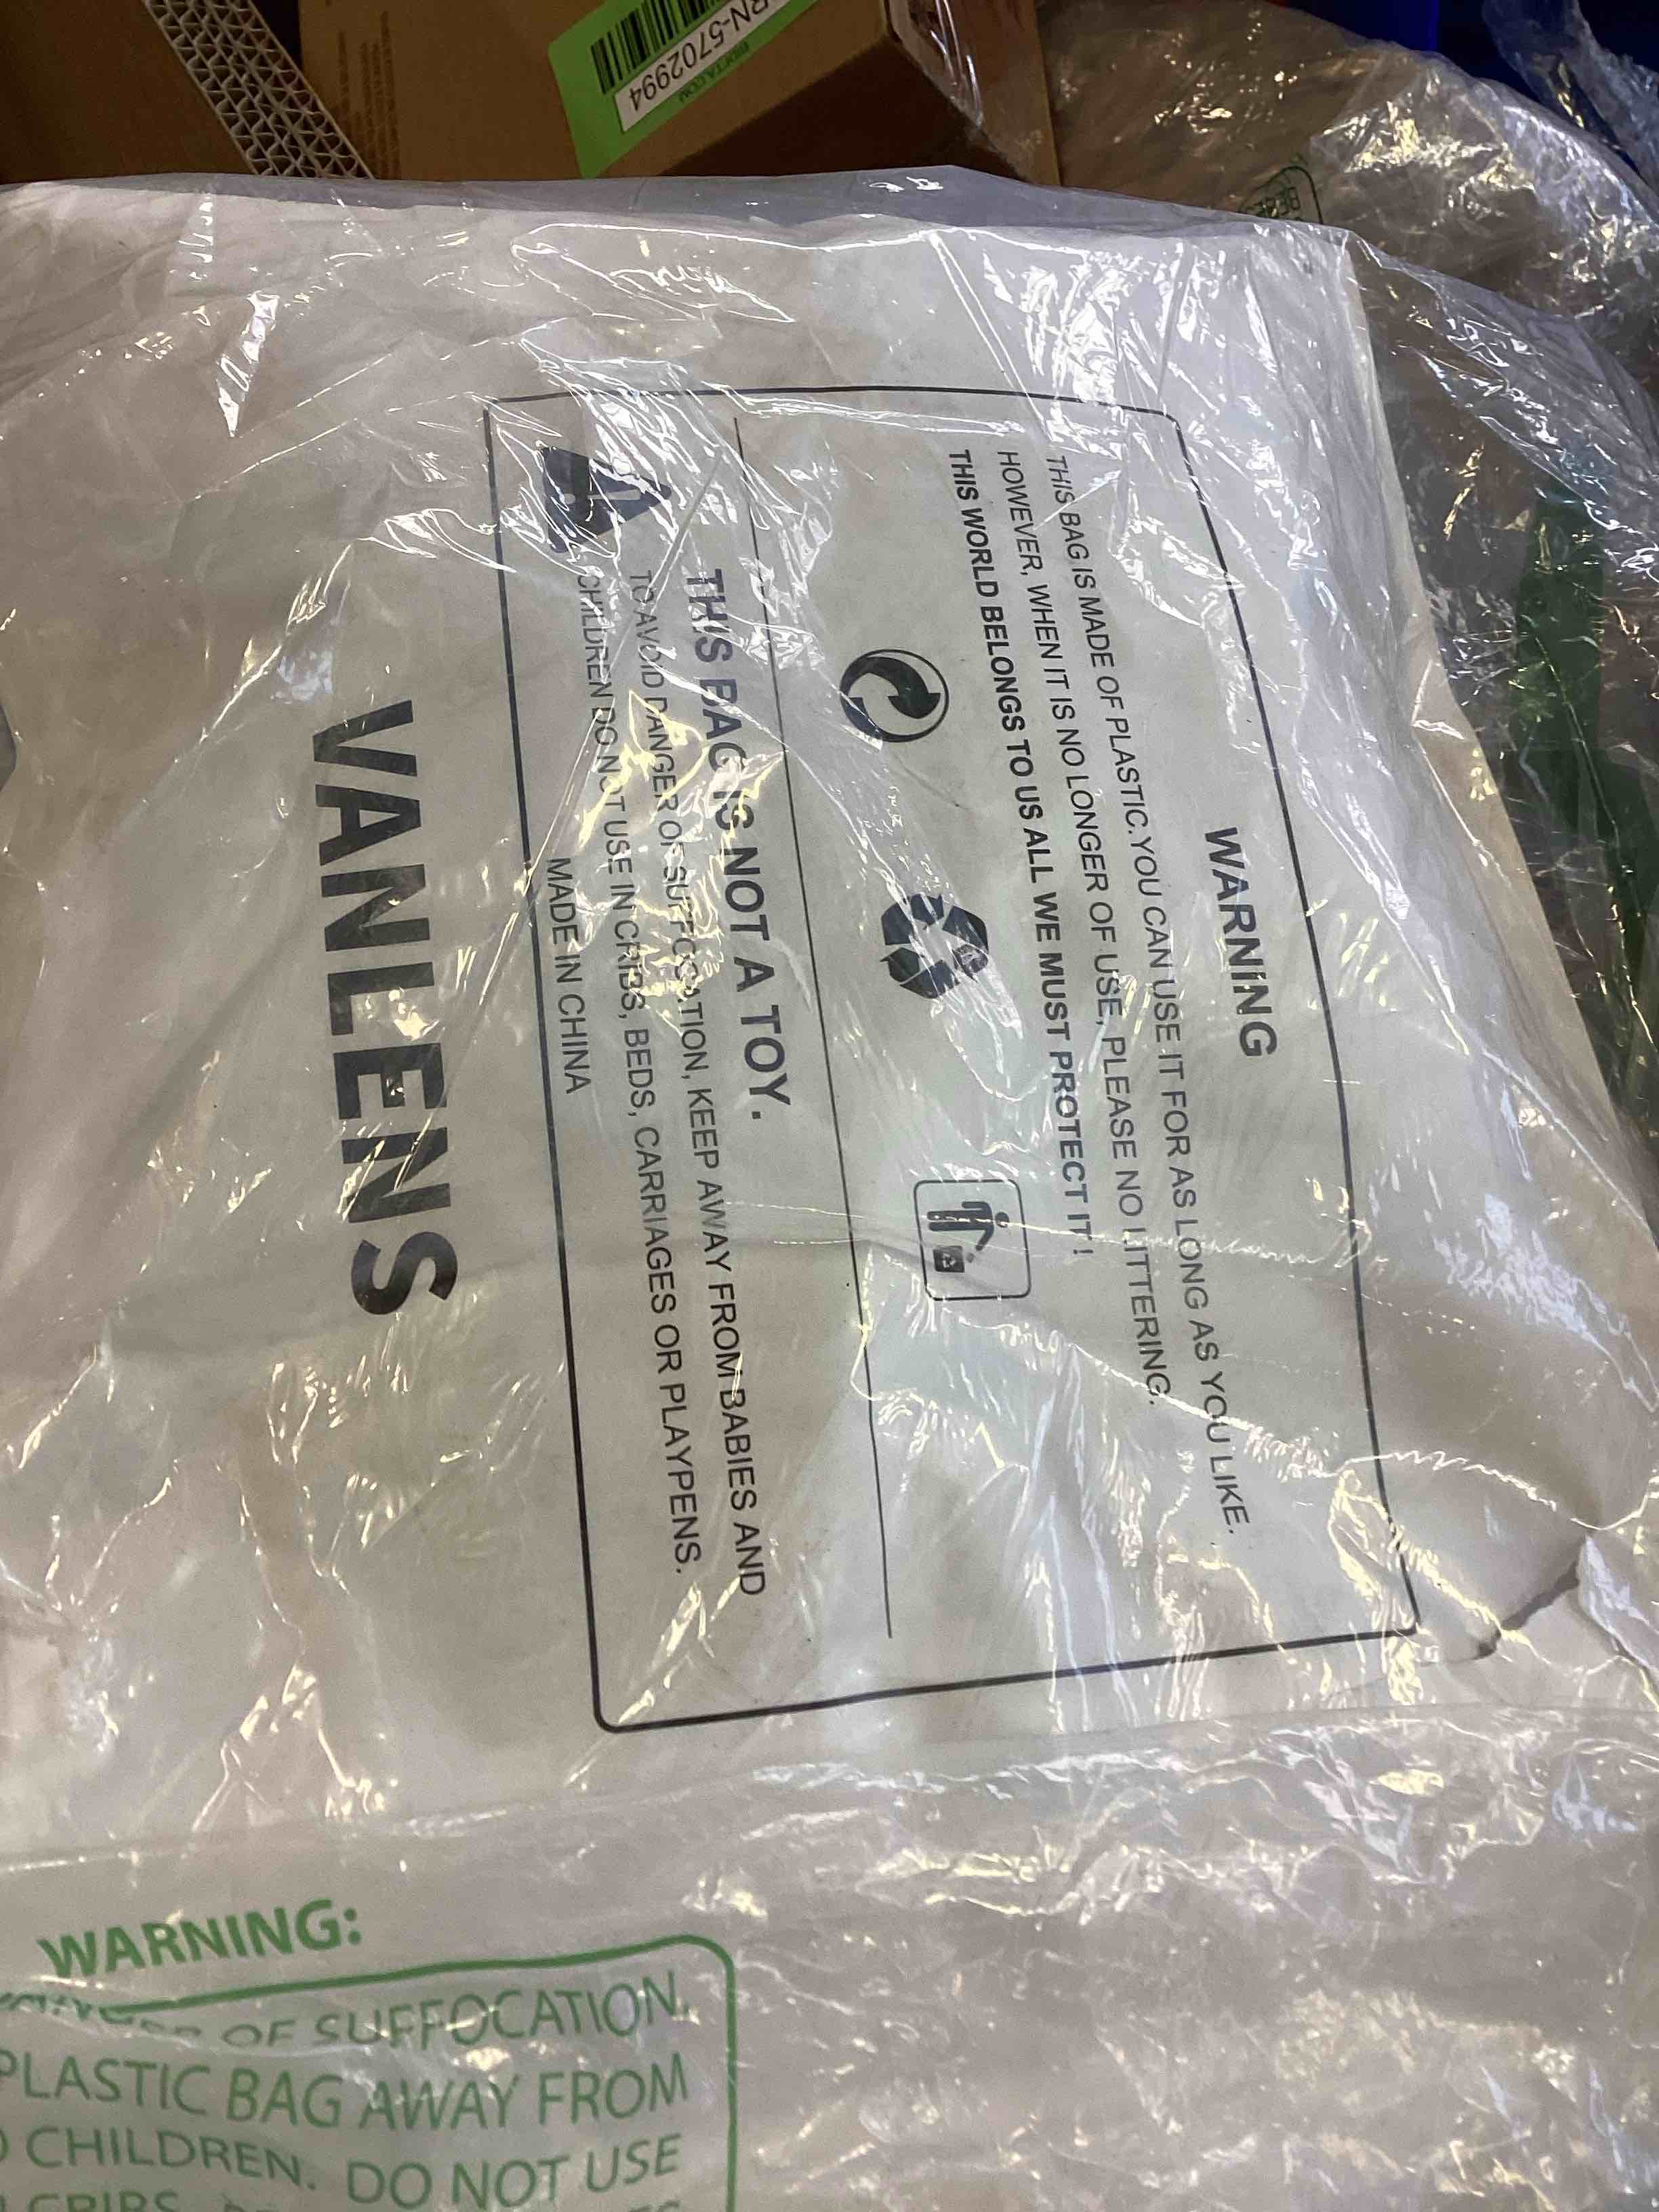 RN-5702994
WARNING
THIS BAG IS MADE OF PLASTIC.YOU CAN USE IT FOR AS LONG AS YOU LIKE.
HOWEVER, WHEN IT IS NO LONGER OF USE, PLEASE NO LITTERING.
THIS WORLD BELONGS TO US ALL WE MUST PROTECT IT!
THIS BAG IS NOT A TOY.
TO AVOID DANGER OF SUFFOCATION, KEEP AWAY FROM BABIES AND
CHILDREN DO NOT USE IN CRIBS, BEDS, CARRIAGES OR PLAYPENS.
MADE IN CHINA
VANLENS
WARNING:
OF SUFFOCATION.
PLASTIC BAG AWAY FROM
CHILDREN. DO NOT USE
CRIBS